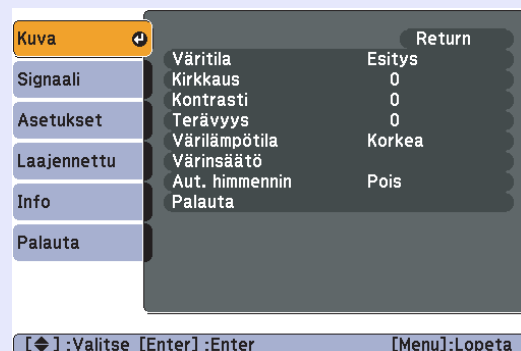 Kuva
Signaali
Asetukset
Laajennettu
Info
Palauta
Return
Väritila Esitys
Kirkkaus 0
Kontrasti 0
Terävyys 0
Värilämpötila Korkea
Värinsäätö
Aut. himmennin Pois
Palauta
[◆] :Valitse [Enter] :Enter [Menu]:Lopeta